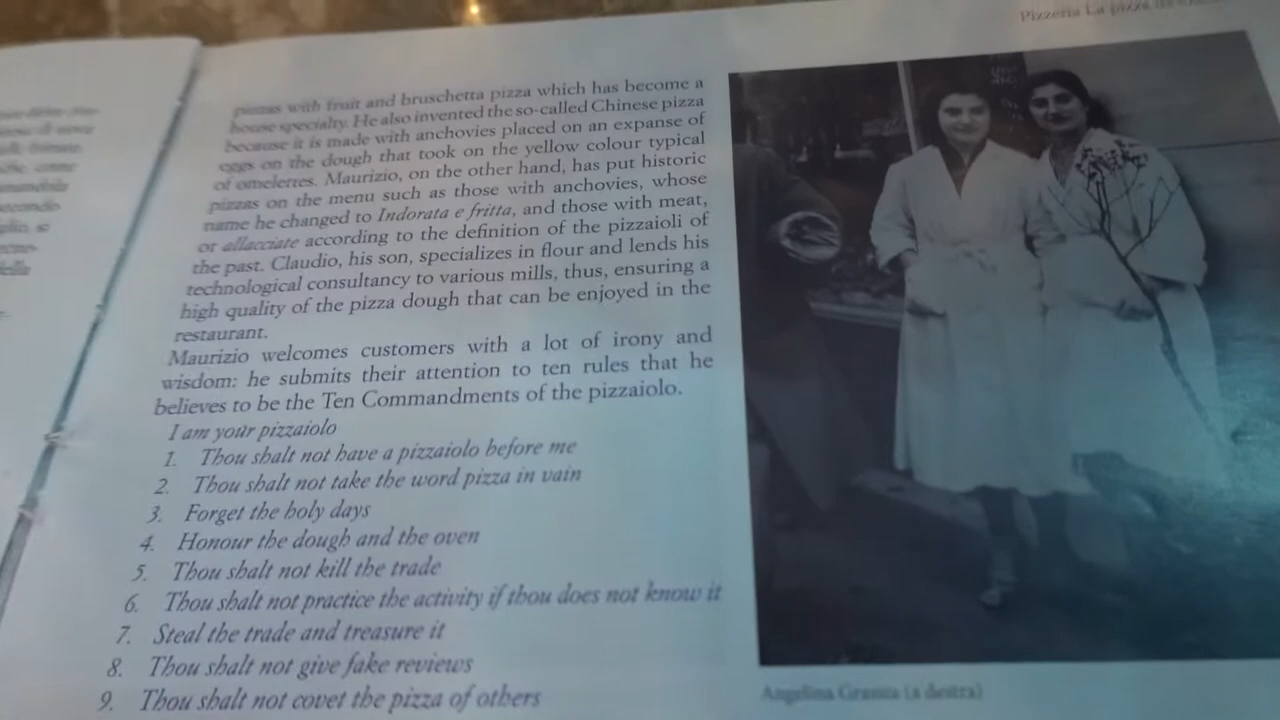 Pizzeria La pizza
pizzas with fruit and bruschetta pizza which has become a
house specialty. He also invented the so-called Chinese pizza
because it is made with anchovies placed on an expanse of
eggs on the dough that took on the yellow colour typical
of omelettes. Maurizio, on the other hand, has put historic
pizzas on the menu such as those with anchovies, whose
name he changed to Indorata e fritta, and those with meat,
or allacciate according to the definition of the pizzaioli of
the past. Claudio, his son, specializes in flour and lends his
technological consultancy to various mills, thus, ensuring a
high quality of the pizza dough that can be enjoyed in the
restaurant.
Maurizio welcomes customers with a lot of irony and
wisdom: he submits their attention to ten rules that he
believes to be the Ten Commandments of the pizzaiolo.
I am your pizzaiolo
1. Thou shalt not have a pizzaiolo before me
2. Thou shalt not take the word pizza in vain
3. Forget the holy days
4. Honour the dough and the oven
5. Thou shalt not kill the trade
6. Thou shalt not practice the activity if thou does not know it
7. Steal the trade and treasure it
8. Thou shalt not give fake reviews
9. Thou shalt not covet the pizza of others
Angelina (a destra)